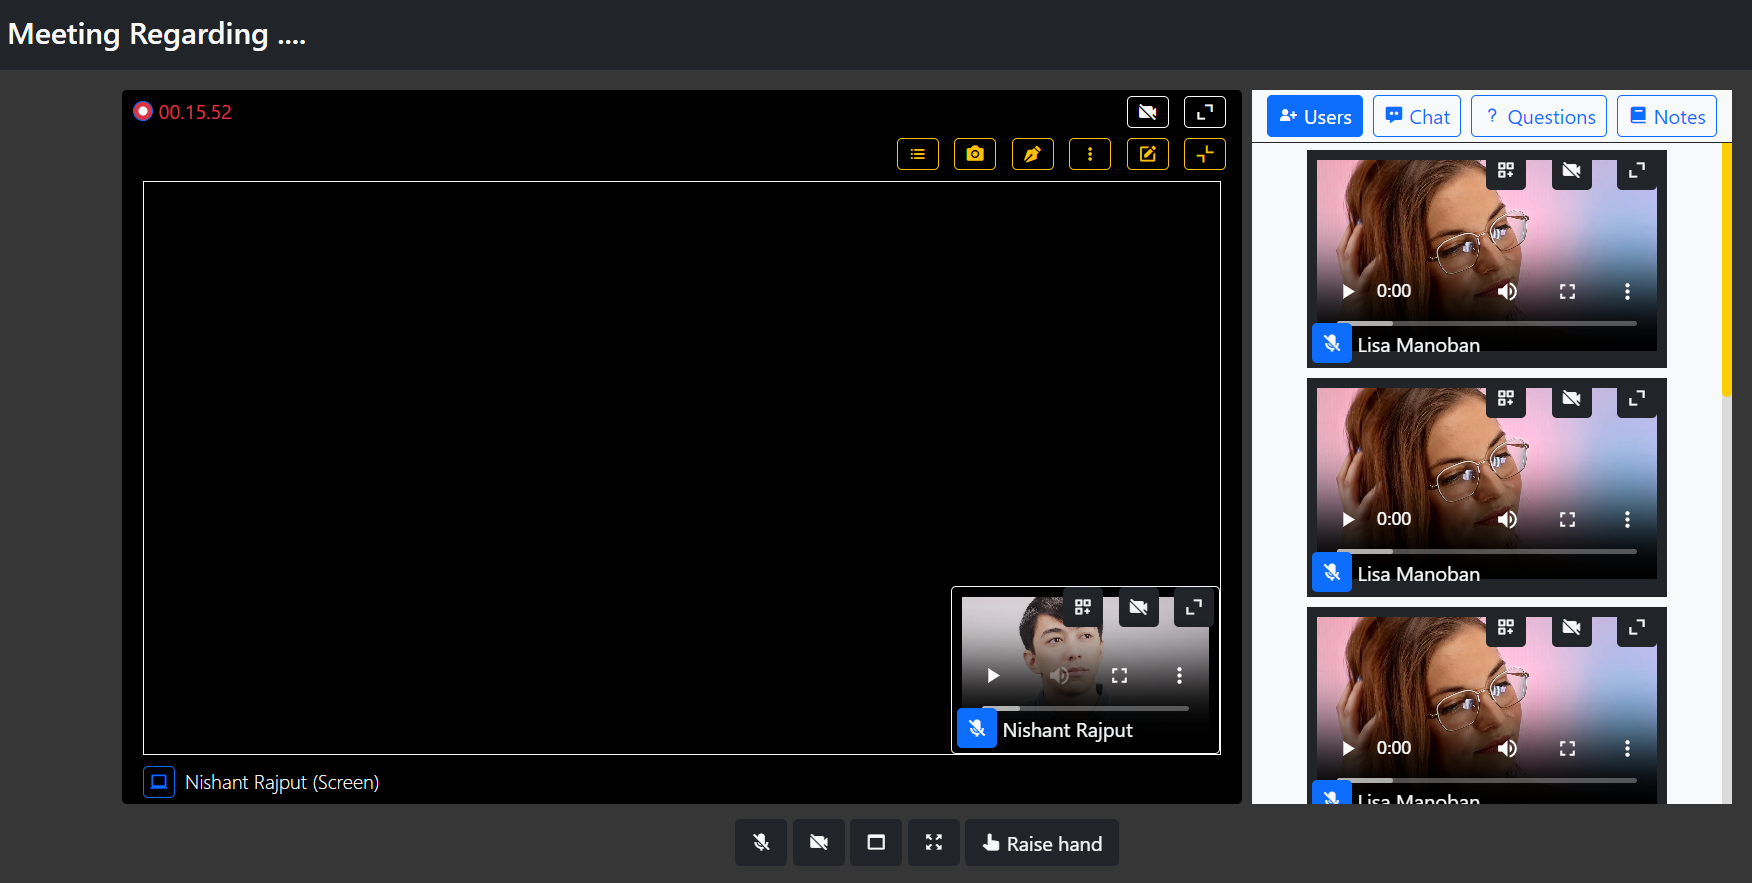 Meeting Regarding ....
00.15.52
Users
Chat
? Questions
Notes
0:00
Lisa Manoban
0:00
Lisa Manoban
0:00
Lisa Manoban
Nishant Rajput
Nishant Rajput (Screen)
Raise hand